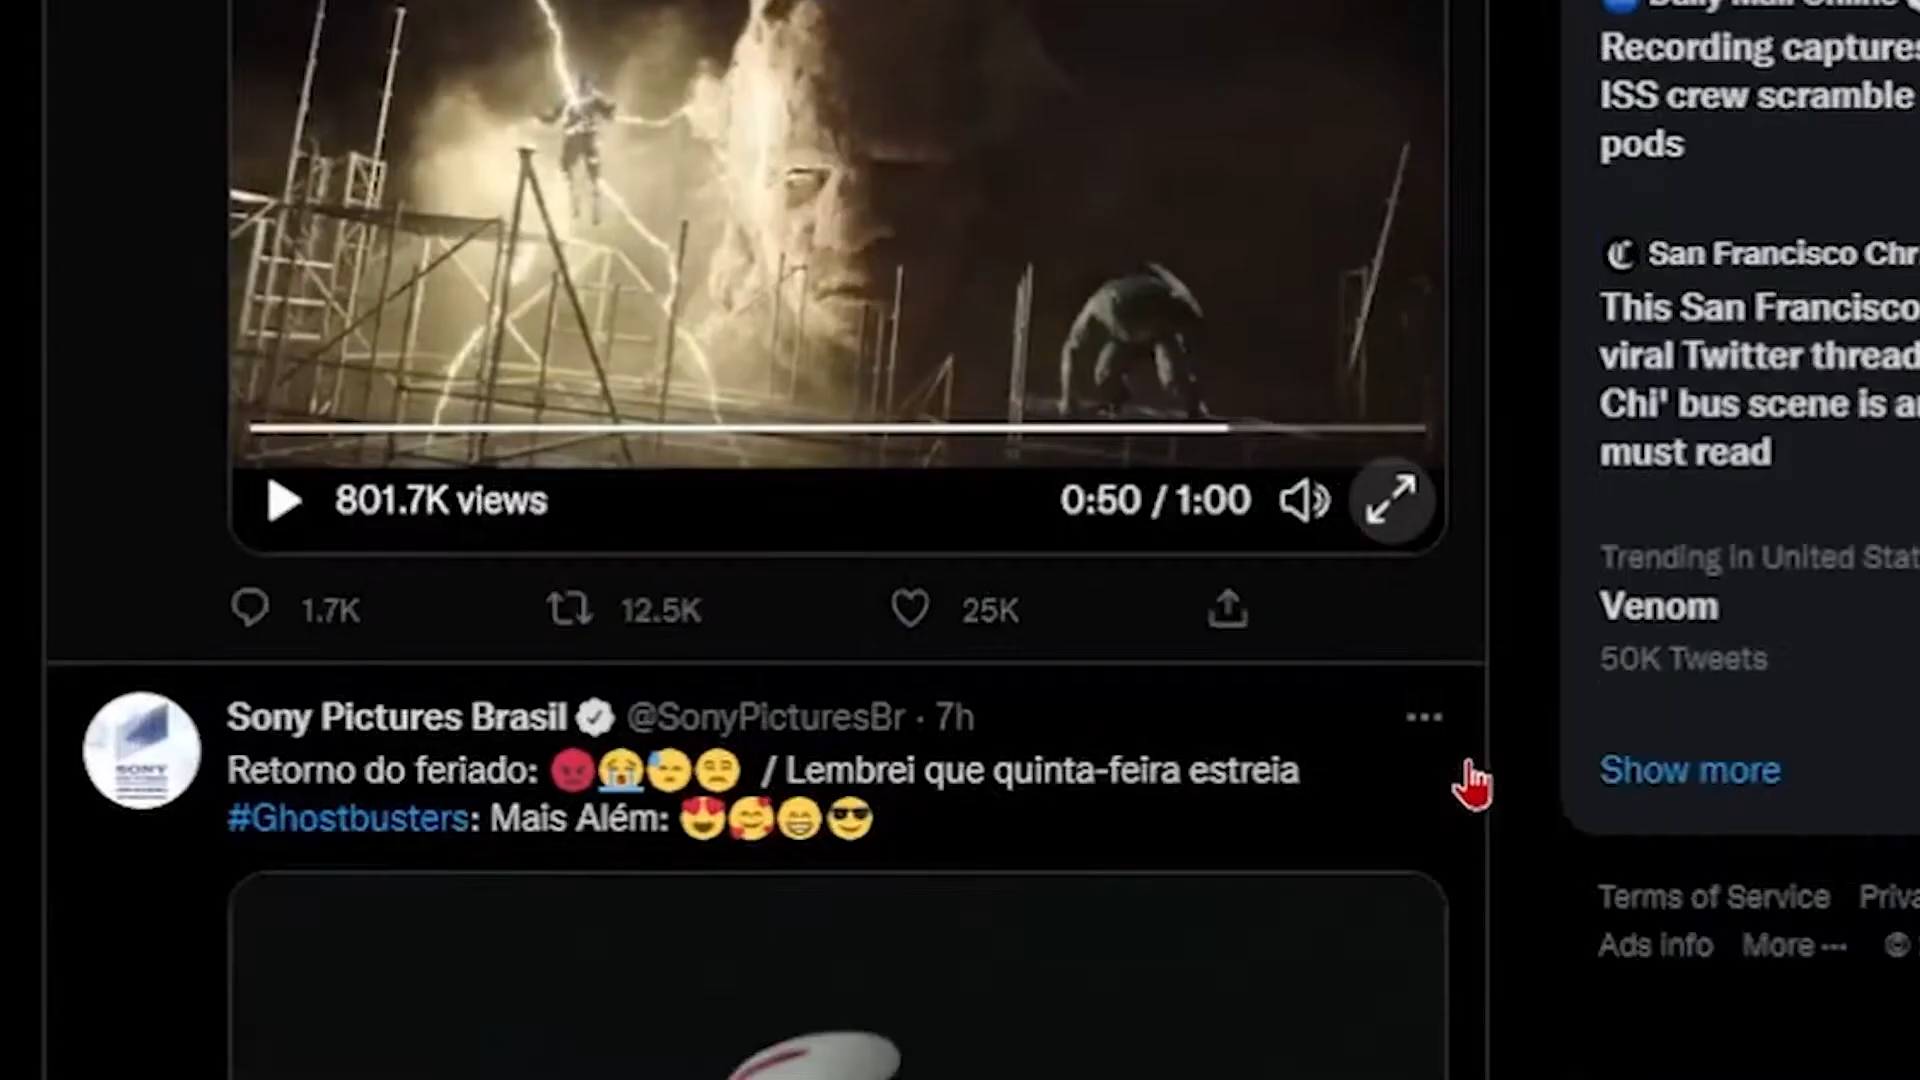 Recording captures
ISS crew scramble
pods
San Francisco Chr
This San Francisco
viral Twitter thread
Chi' bus scene is
must read
801.7K views
0:50 / 1:00
1.7K
12.5K
25K
Trending in United Stat
Venom
50K Tweets
Show more
Sony Pictures Brasil @SonyPicturesBr · 7h
Retorno do feriado: 😡😭😓😒 / Lembrei que quinta-feira estreia
#Ghostbusters: Mais Além: 😍🥰😁😎
SONY
Terms of Service Priva
Ads info More ···